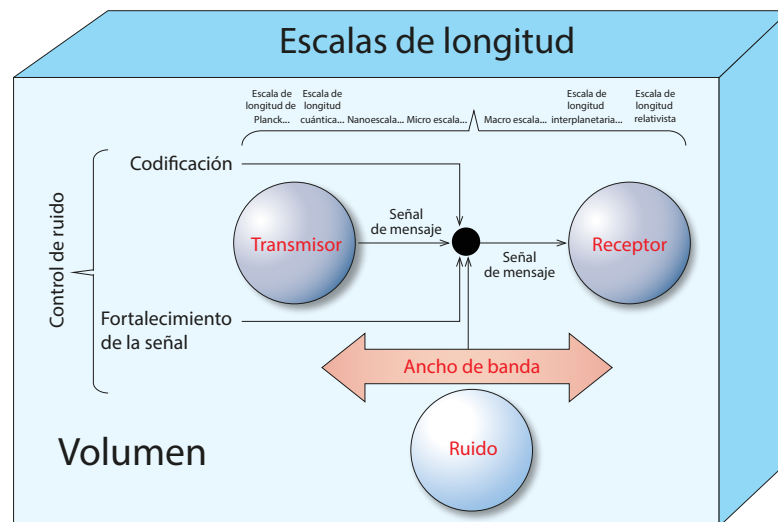 Escalas de longitud
Escala de
longitud de
Planck...
Escala de
longitud
cuántica...
Nanoescala...
Micro escala...
Macro escala...
Escala de
longitud
interplanetaria...
Escala de
longitud
relativista
Control de ruido
Codificación
Transmisor
Señal
de mensaje
Señal
de mensaje
Receptor
Fortalecimiento
de la señal
Ancho de banda
Ruido
Volumen